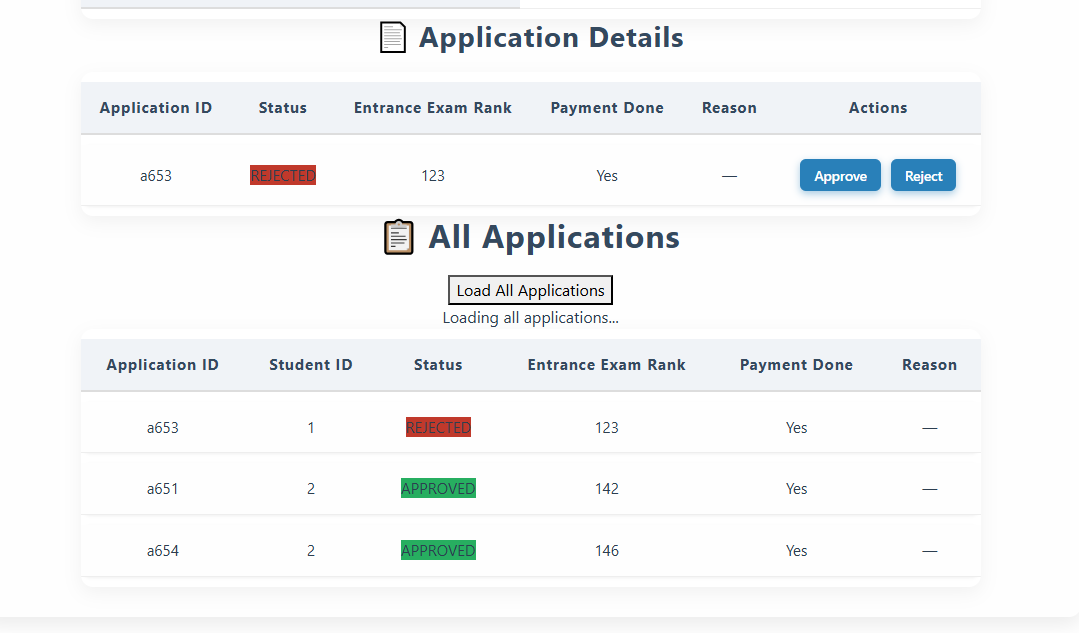 Application Details
Application ID Status Entrance Exam Rank Payment Done Reason Actions
a653 REJECTED 123 Yes — Approve Reject
All Applications
Load All Applications
Loading all applications...
Application ID Student ID Status Entrance Exam Rank Payment Done Reason
a653 1 REJECTED 123 Yes —
a651 2 APPROVED 142 Yes —
a654 2 APPROVED 146 Yes —